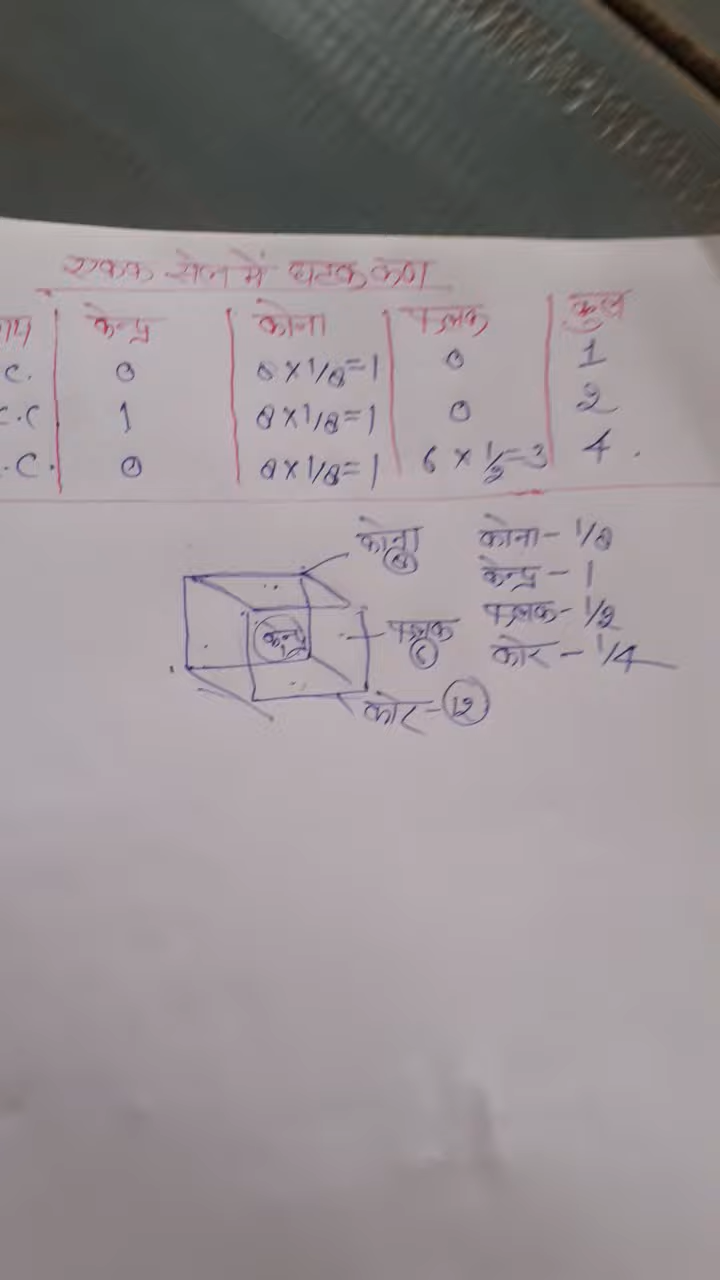 एकक सेल में घटक कण
नाम केन्द्र कोना फलक कुल
C. 0 8 × 1/8 = 1 0 1
C.C 1 8 × 1/8 = 1 0 2
.C. 0 8 × 1/8 = 1 6 × 1/2 = 3 4 .
कोना 8 कोना - 1/8
केन्द्र - 1
केन्द्र 1 फलक 6 फलक - 1/2
कोर - 1/4
कोर - 12